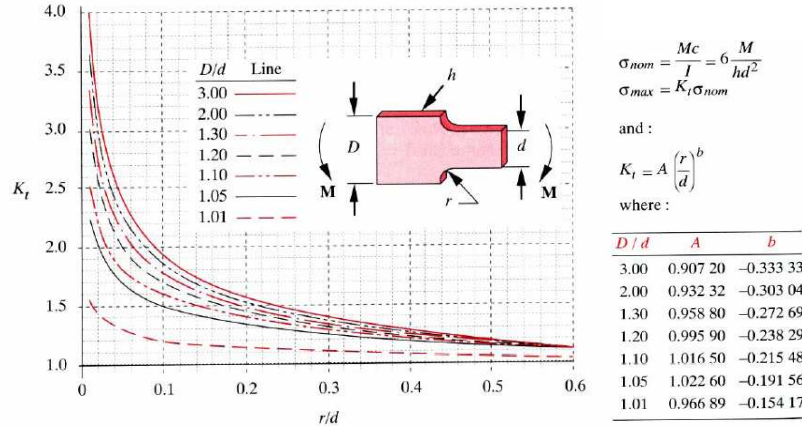 4.0
3.5
3.0
2.5
2.0
1.5
1.0
K_t
0
0.1
0.2
0.3
0.4
0.5
0.6
r/d
D/d Line
3.00
2.00
1.30
1.20
1.10
1.05
1.01
h
D
d
r
M
M
σ_nom = Mc/I = 6 M/hd²
σ_max = K_t σ_nom
and :
K_t = A (r/d)^b
where :
D / d A b
3.00 0.907 20 –0.333 33
2.00 0.932 32 –0.303 04
1.30 0.958 80 –0.272 69
1.20 0.995 90 –0.238 29
1.10 1.016 50 –0.215 48
1.05 1.022 60 –0.191 56
1.01 0.966 89 –0.154 17